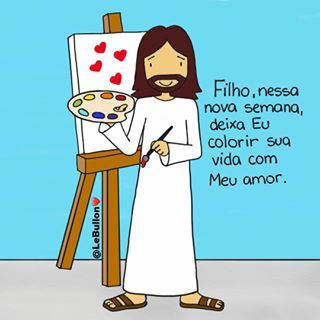 Filho, nessa
nova semana,
deixa Eu
colorir sua
vida com
Meu amor.
@LeBullon